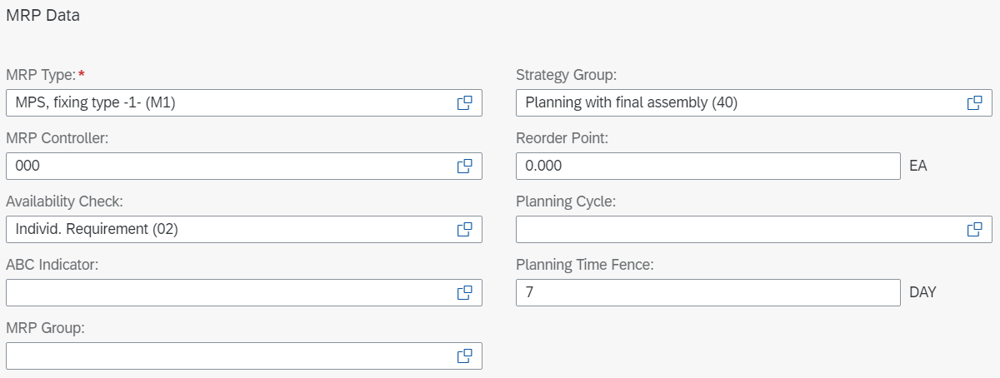 MRP Data
MRP Type:*
MPS, fixing type -1- (M1)
MRP Controller:
000
Availability Check:
Individ. Requirement (02)
ABC Indicator:
MRP Group:
Strategy Group:
Planning with final assembly (40)
Reorder Point:
0.000 EA
Planning Cycle:
Planning Time Fence:
7 DAY